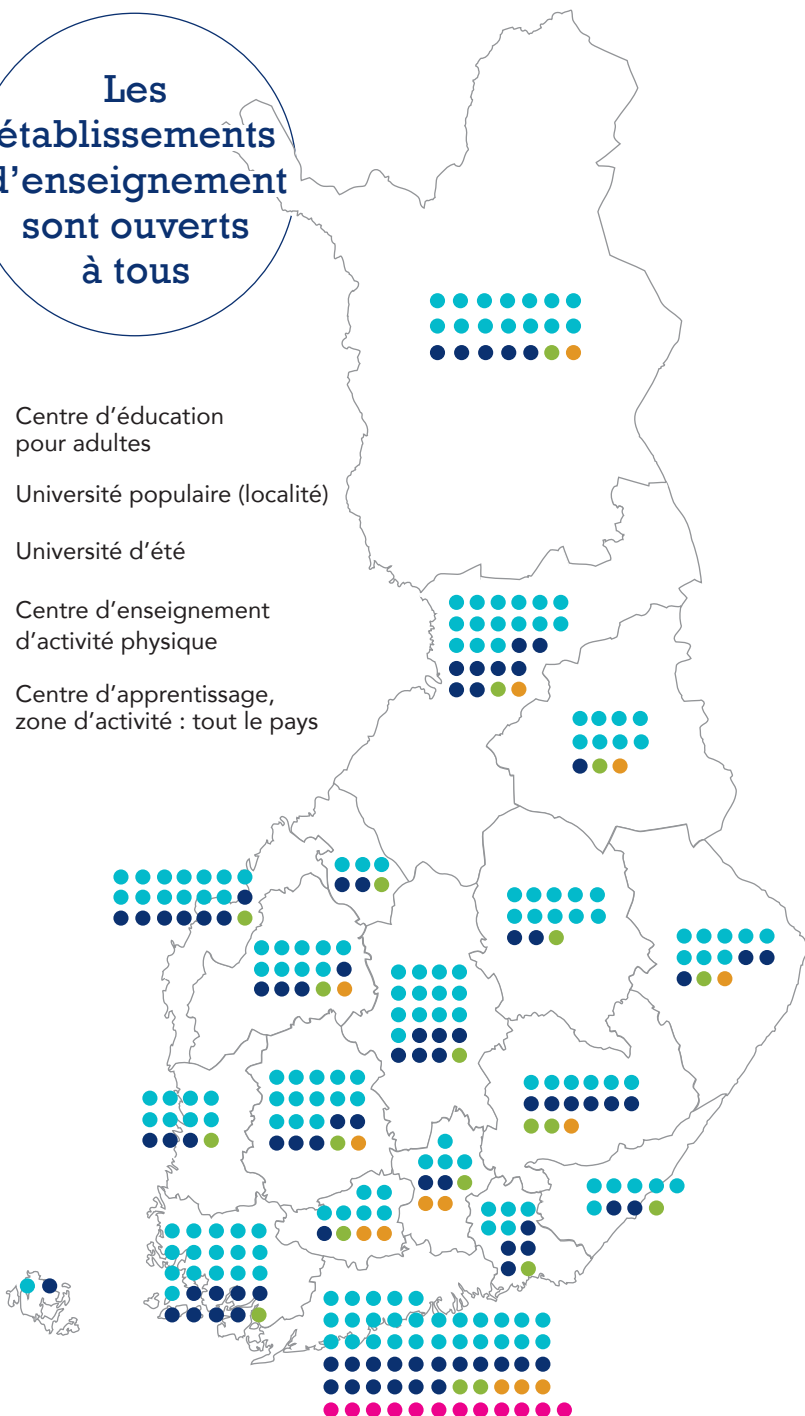 Les
établissements
d'enseignement
sont ouverts
à tous
Centre d’éducation
pour adultes
Université populaire (localité)
Université d’été
Centre d’enseignement
d’activité physique
Centre d’apprentissage,
zone d’activité : tout le pays